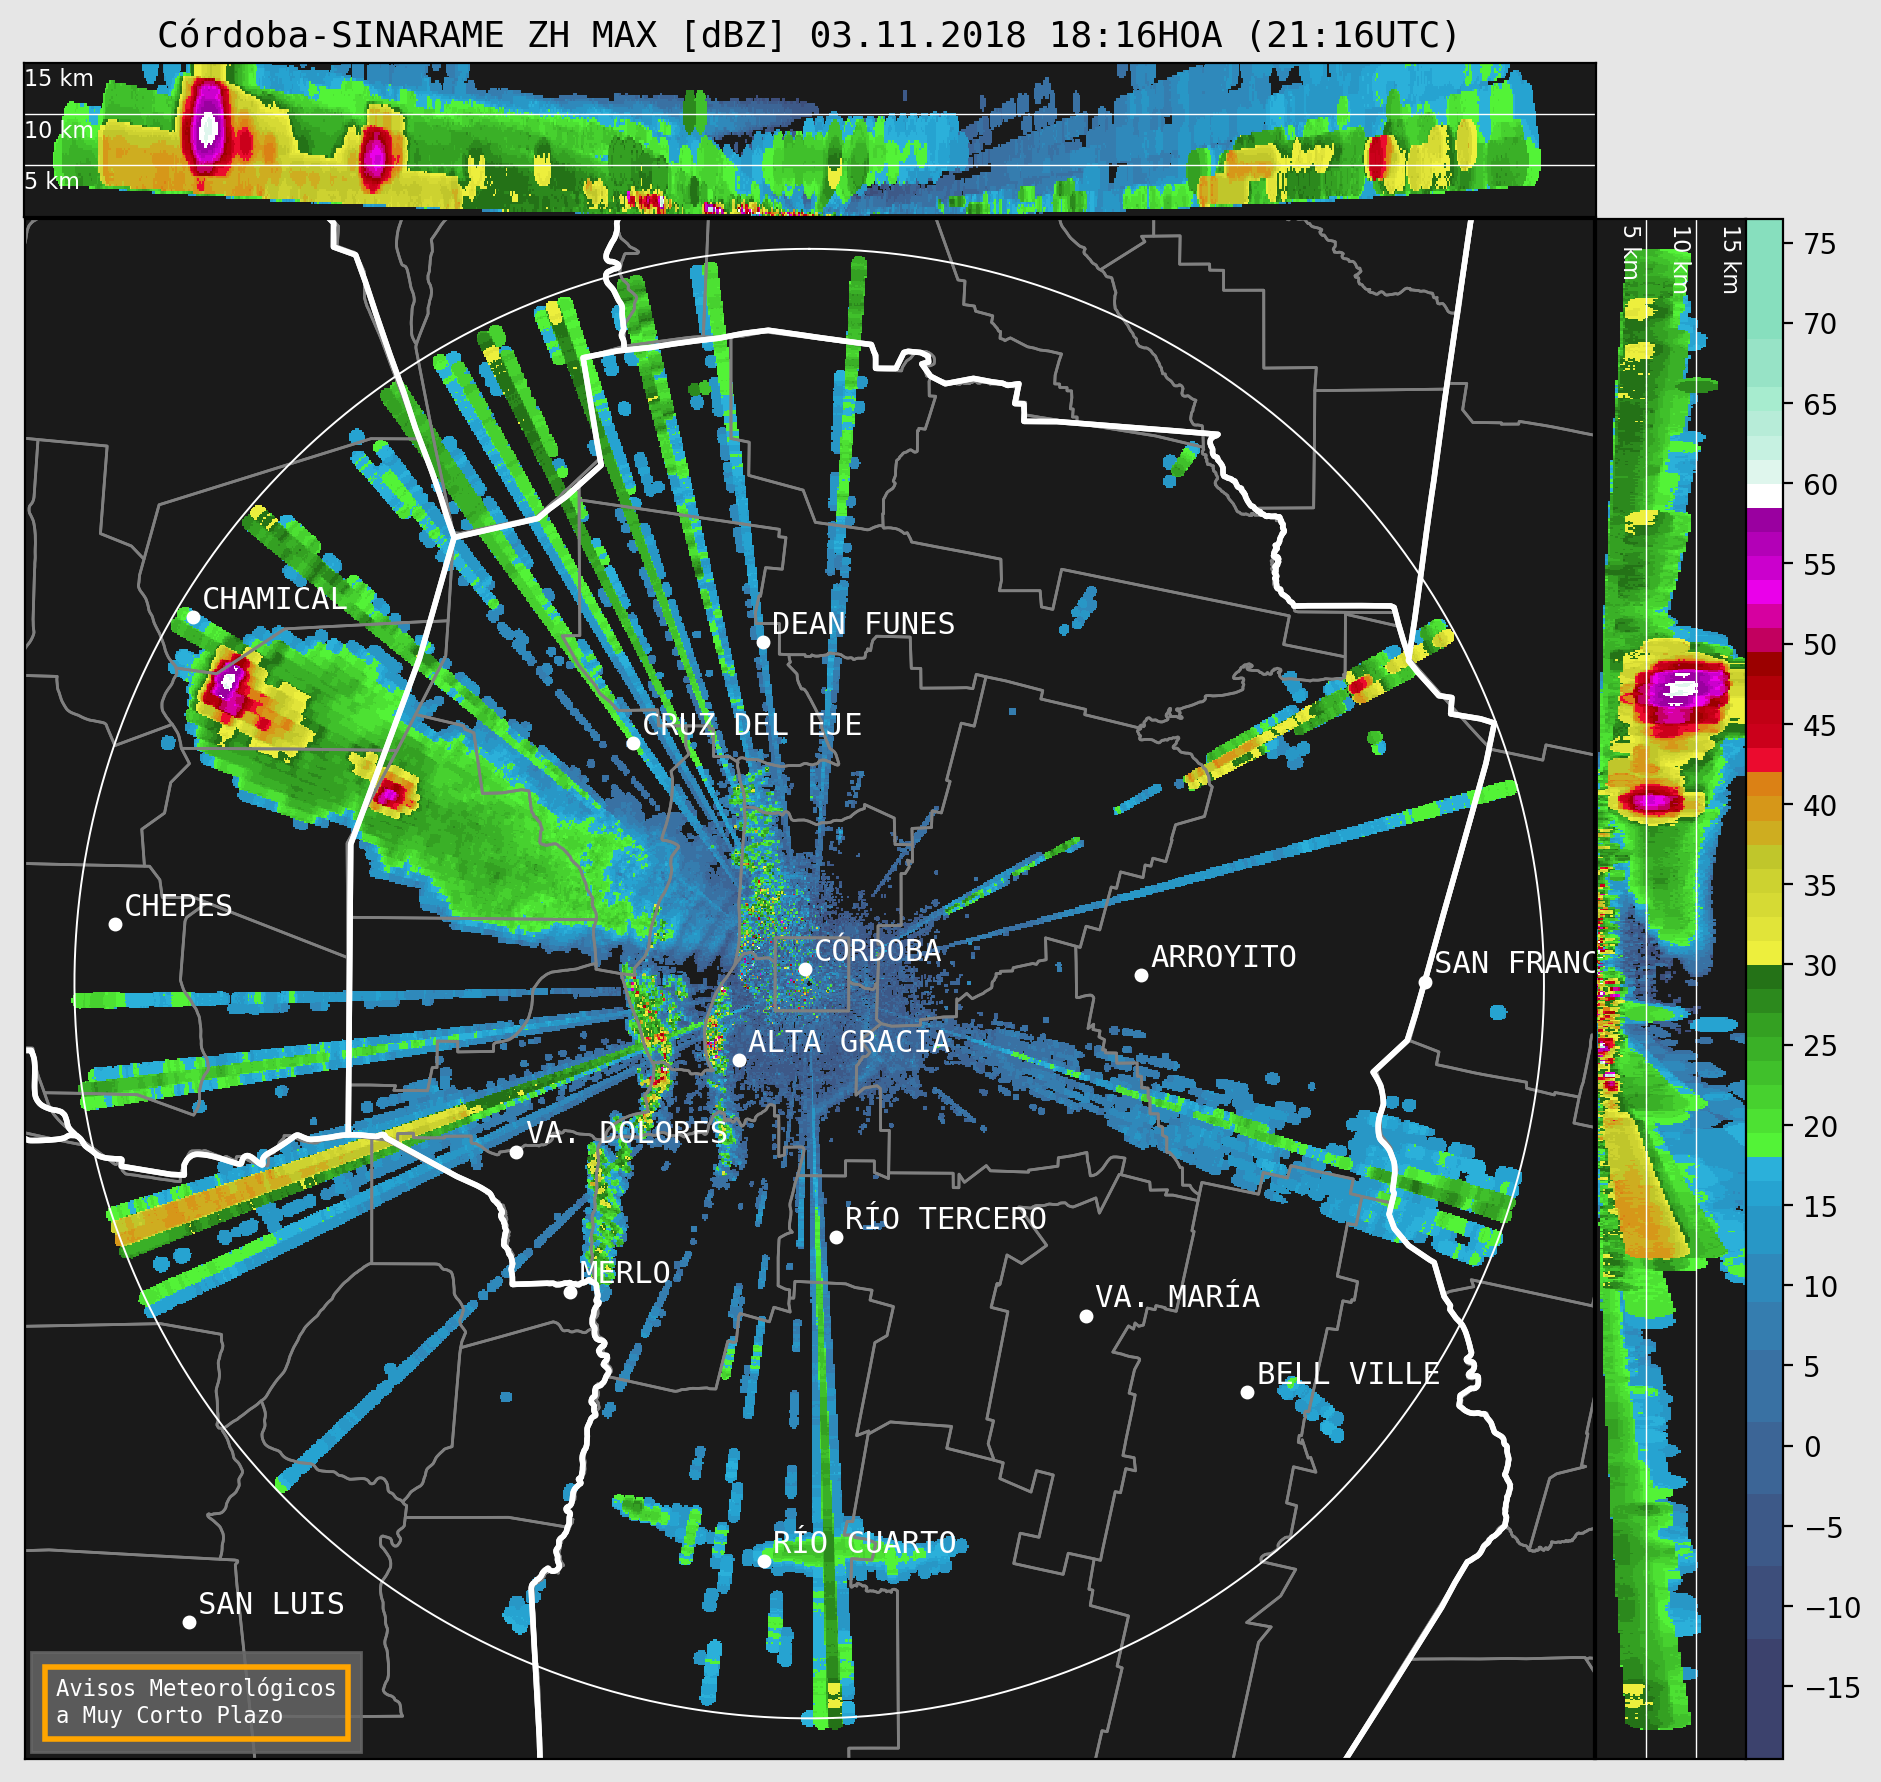 Córdoba-SINARAME ZH MAX [dBZ] 03.11.2018 18:16HOA (21:16UTC)
15 km
10 km
5 km
5 km
10 km
15 km
75
70
65
60
55
50
45
40
35
30
25
20
15
10
5
0
−5
−10
−15
CHAMICAL
DEAN FUNES
CRUZ DEL EJE
CHEPES
CÓRDOBA
ARROYITO
SAN FRANC
ALTA GRACIA
VA. DOLORES
RÍO TERCERO
MERLO
VA. MARÍA
BELL VILLE
RÍO CUARTO
SAN LUIS
Avisos Meteorológicos
a Muy Corto Plazo